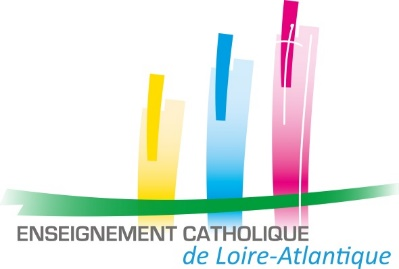 ENSEIGNEMENT CATHOLIQUE
de Loire-Atlantique